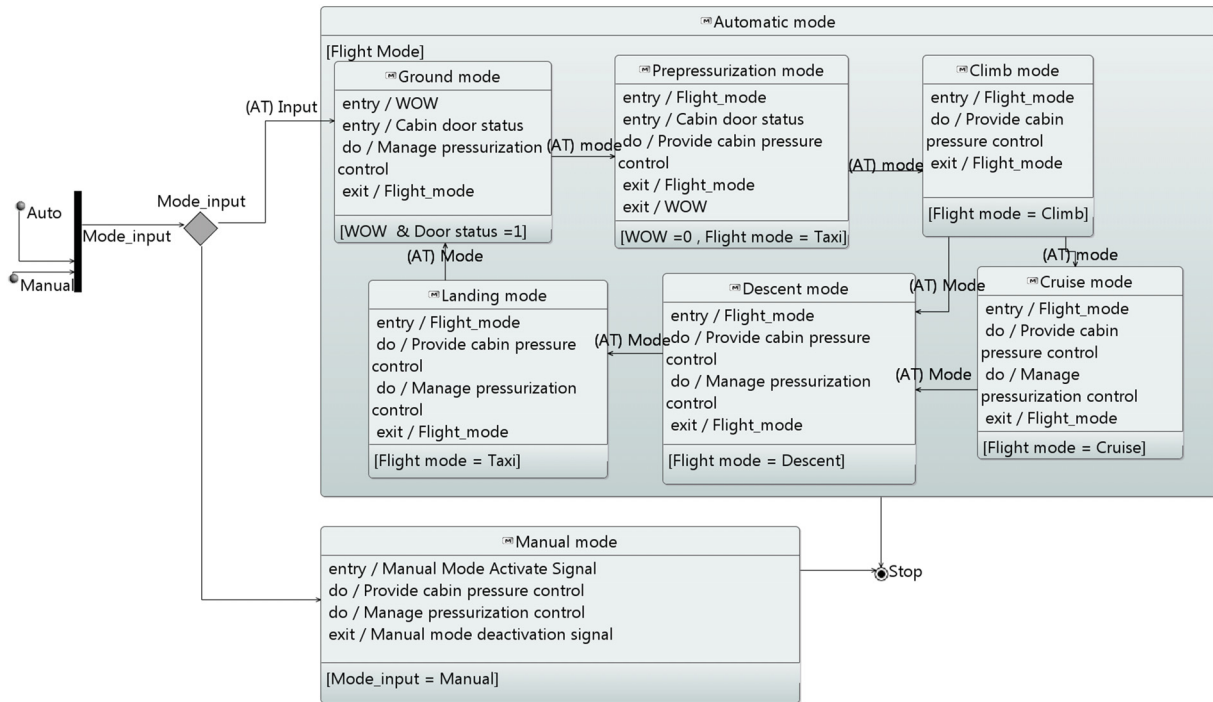 Automatic mode
[Flight Mode]
Ground mode
entry / WOW
entry / Cabin door status
do / Manage pressurization
control
exit / Flight_mode
[WOW & Door status =1]
(AT) Input
(AT) mode
Prepressurization mode
entry / Flight_mode
entry / Cabin door status
do / Provide cabin pressure
control
exit / Flight_mode
exit / WOW
[WOW =0 , Flight mode = Taxi]
(AT) mode
Climb mode
entry / Flight_mode
do / Provide cabin
pressure control
exit / Flight_mode
[Flight mode = Climb]
(AT) mode
Cruise mode
entry / Flight_mode
do / Provide cabin
pressure control
do / Manage
pressurization control
exit / Flight_mode
[Flight mode = Cruise]
(AT) Mode
(AT) Mode
Descent mode
entry / Flight_mode
do / Provide cabin pressure
control
do / Manage pressurization
control
exit / Flight_mode
[Flight mode = Descent]
(AT) Mode
Landing mode
entry / Flight_mode
do / Provide cabin pressure
control
do / Manage pressurization
control
exit / Flight_mode
[Flight mode = Taxi]
(AT) Mode
Auto
Manual
Mode_input
Mode_input
Manual mode
entry / Manual Mode Activate Signal
do / Provide cabin pressure control
do / Manage pressurization control
exit / Manual mode deactivation signal
[Mode_input = Manual]
Stop